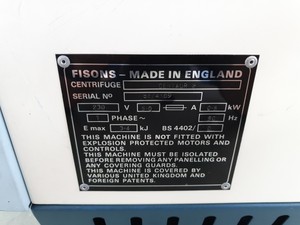 FISONS - MADE IN ENGLAND
CENTRIFUGE
SERIAL NO
V kW
1 PHASE~ Hz
E max kJ BS 4402/
THIS MACHINE IS NOT FITTED WITH
EXPLOSION PROTECTED MOTORS AND
CONTROLS.
THIS MACHINE MUST BE ISOLATED
BEFORE REMOVING ANY PANELLING OR
ANY COVERING GUARDS.
THIS MACHINE IS COVERED BY
VARIOUS UNITED KINGDOM AND
FOREIGN PATENTS.